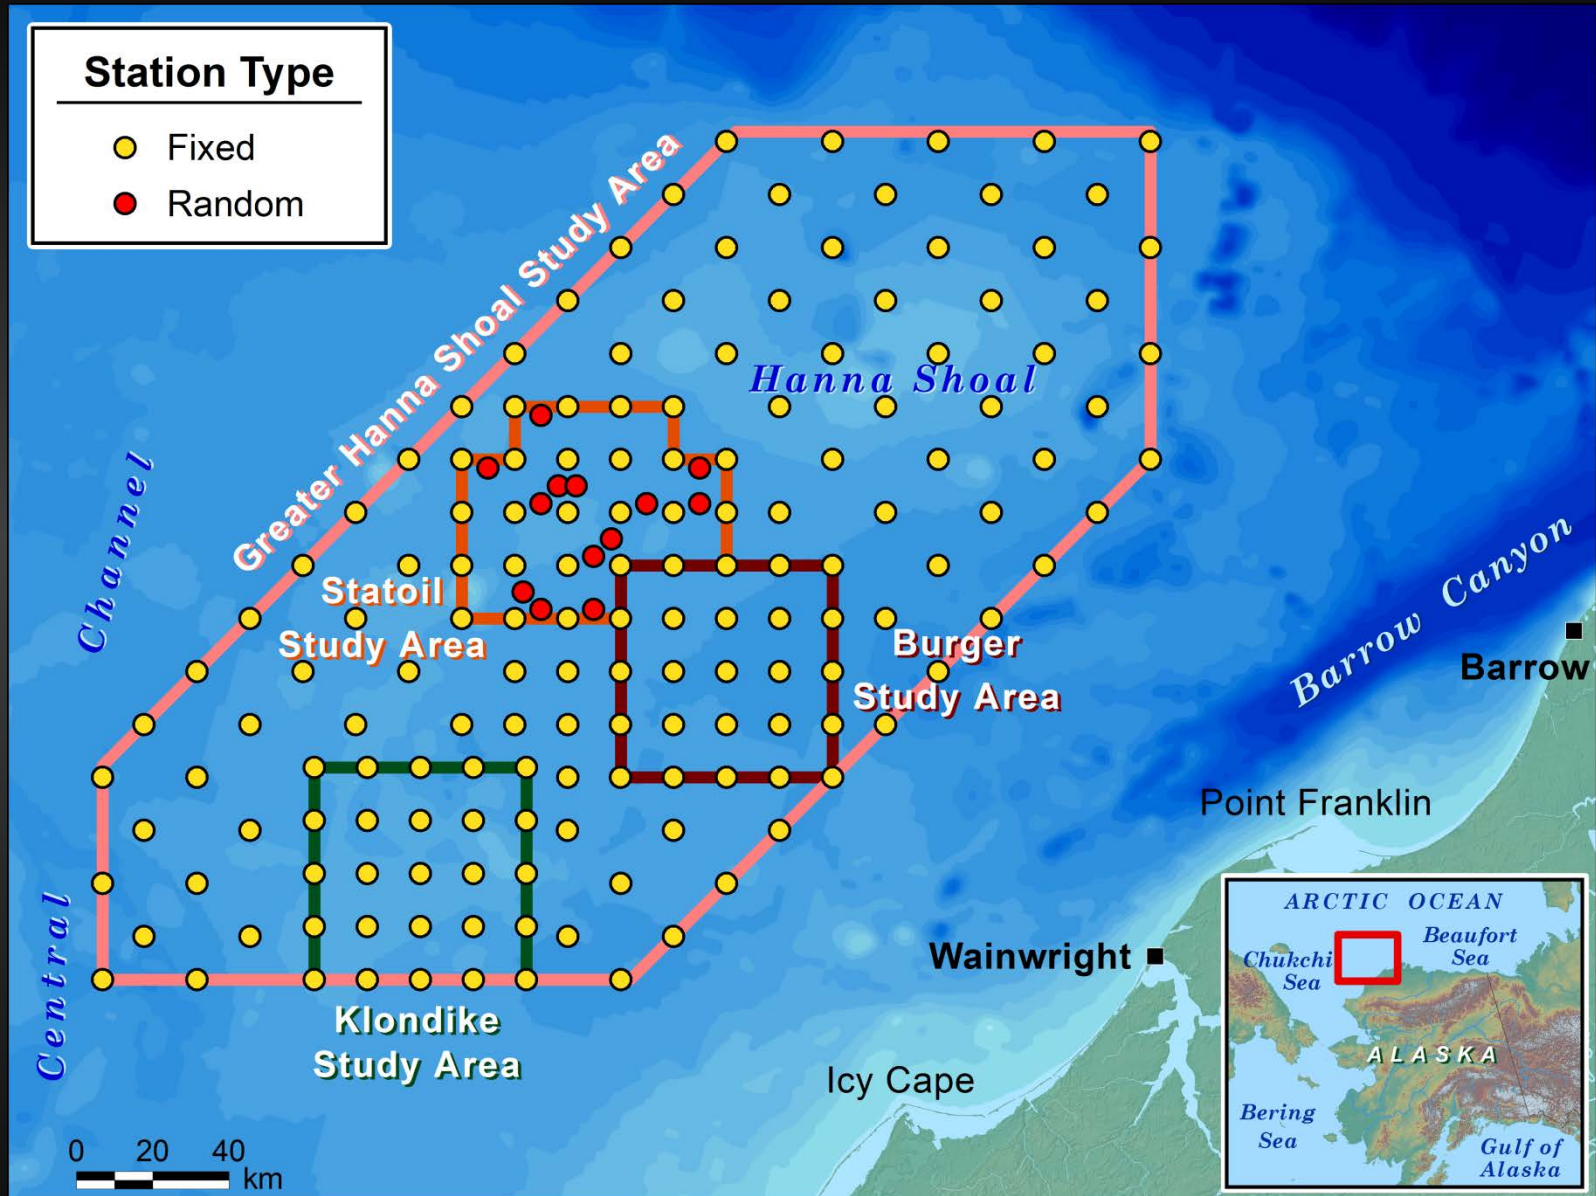 Station Type
Fixed
Random
Greater Hanna Shoal Study Area
Hanna Shoal
Channel
Central
Statoil
Study Area
Burger
Study Area
Klondike
Study Area
Barrow Canyon
Barrow
Point Franklin
Wainwright
Icy Cape
0 20 40
km
ARCTIC OCEAN
Beaufort
Sea
Chukchi
Sea
ALASKA
Bering
Sea
Gulf of
Alaska